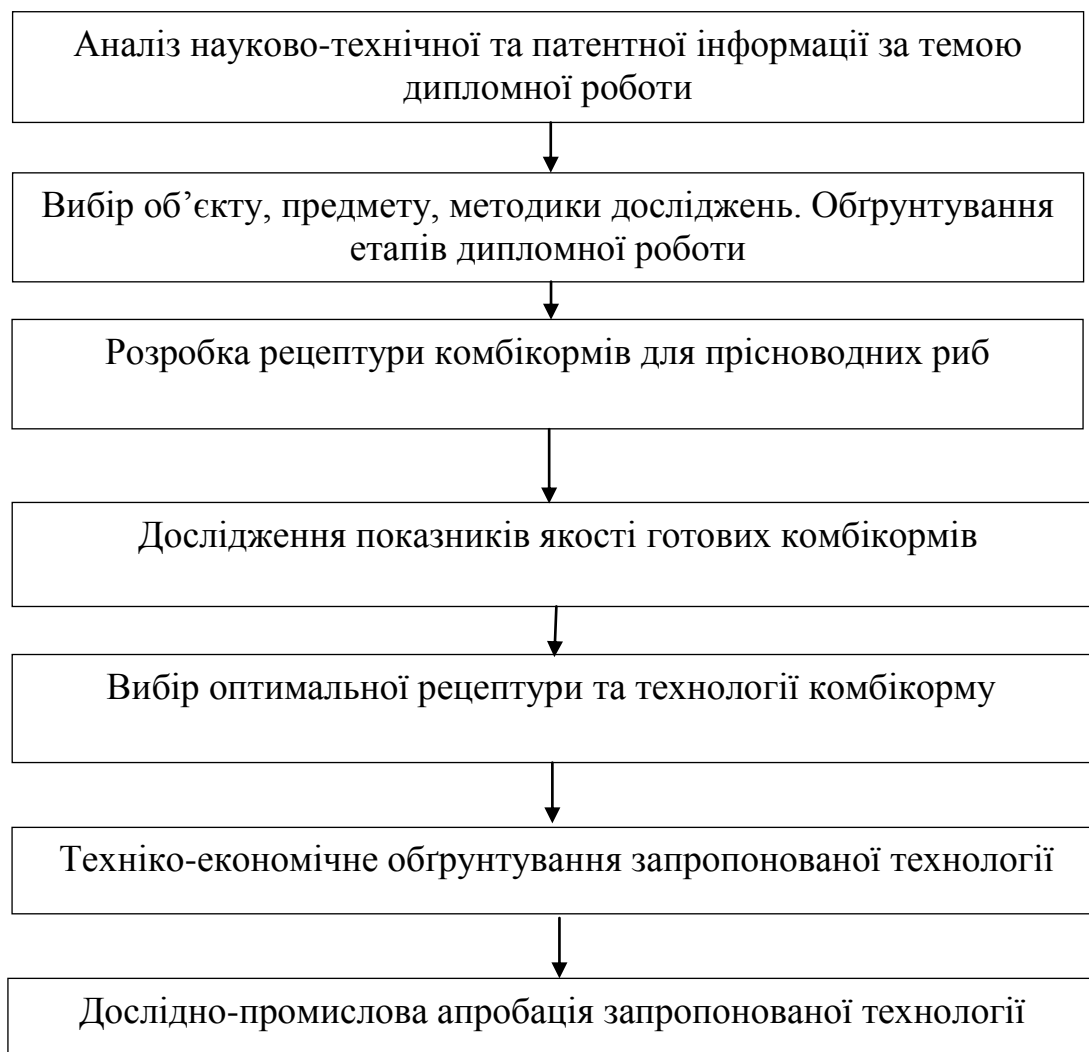 Аналіз науково-технічної та патентної інформації за темою
дипломної роботи
Вибір об’єкту, предмету, методики досліджень. Обґрунтування
етапів дипломної роботи
Розробка рецептури комбікормів для прісноводних риб
Дослідження показників якості готових комбікормів
Вибір оптимальної рецептури та технології комбікорму
Техніко-економічне обґрунтування запропонованої технології
Дослідно-промислова апробація запропонованої технології